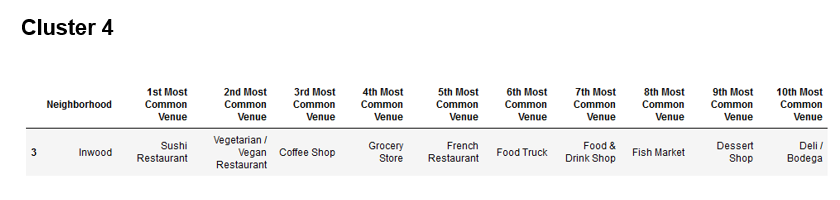 Cluster 4
Neighborhood 1st Most Common Venue 2nd Most Common Venue 3rd Most Common Venue 4th Most Common Venue 5th Most Common Venue 6th Most Common Venue 7th Most Common Venue 8th Most Common Venue 9th Most Common Venue 10th Most Common Venue
3 Inwood Sushi Restaurant Vegetarian / Vegan Restaurant Coffee Shop Grocery Store French Restaurant Food Truck Food & Drink Shop Fish Market Dessert Shop Deli / Bodega